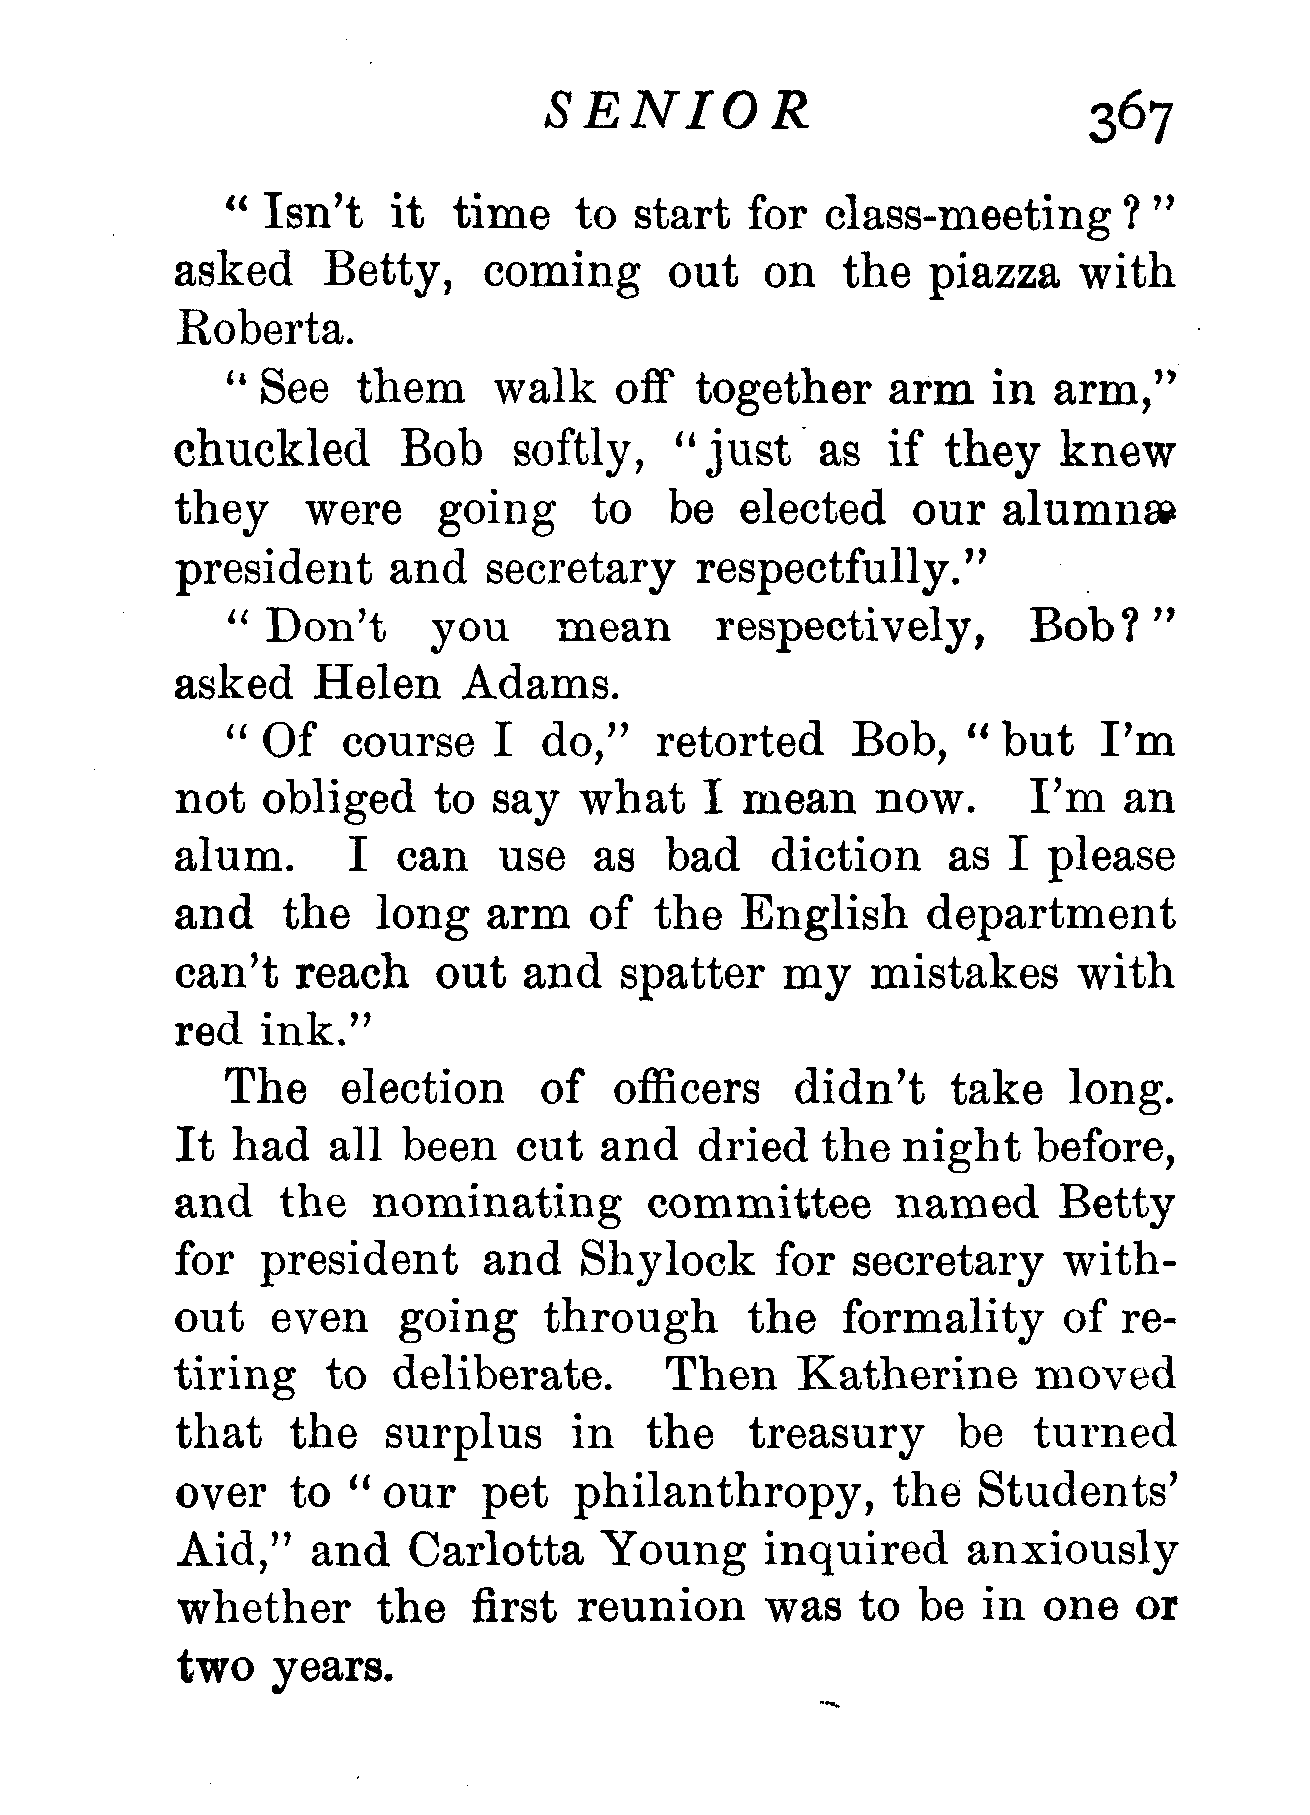 SENIOR 367
“ Isn’t it time to start for class-meeting ? ”
asked Betty, coming out on the piazza with
Roberta.
“ See them walk off together arm in arm,”
chuckled Bob softly, “ just as if they knew
they were going to be elected our alumnæ
president and secretary respectfully.”
“ Don’t you mean respectively, Bob? ”
asked Helen Adams.
“ Of course I do,” retorted Bob, “ but I’m
not obliged to say what I mean now. I’m an
alum. I can use as bad diction as I please
and the long arm of the English department
can’t reach out and spatter my mistakes with
red ink.”
The election of officers didn’t take long.
It had all been cut and dried the night before,
and the nominating committee named Betty
for president and Shylock for secretary with-
out even going through the formality of re-
tiring to deliberate. Then Katherine moved
that the surplus in the treasury be turned
over to “ our pet philanthropy, the Students’
Aid,” and Carlotta Young inquired anxiously
whether the first reunion was to be in one or
two years.